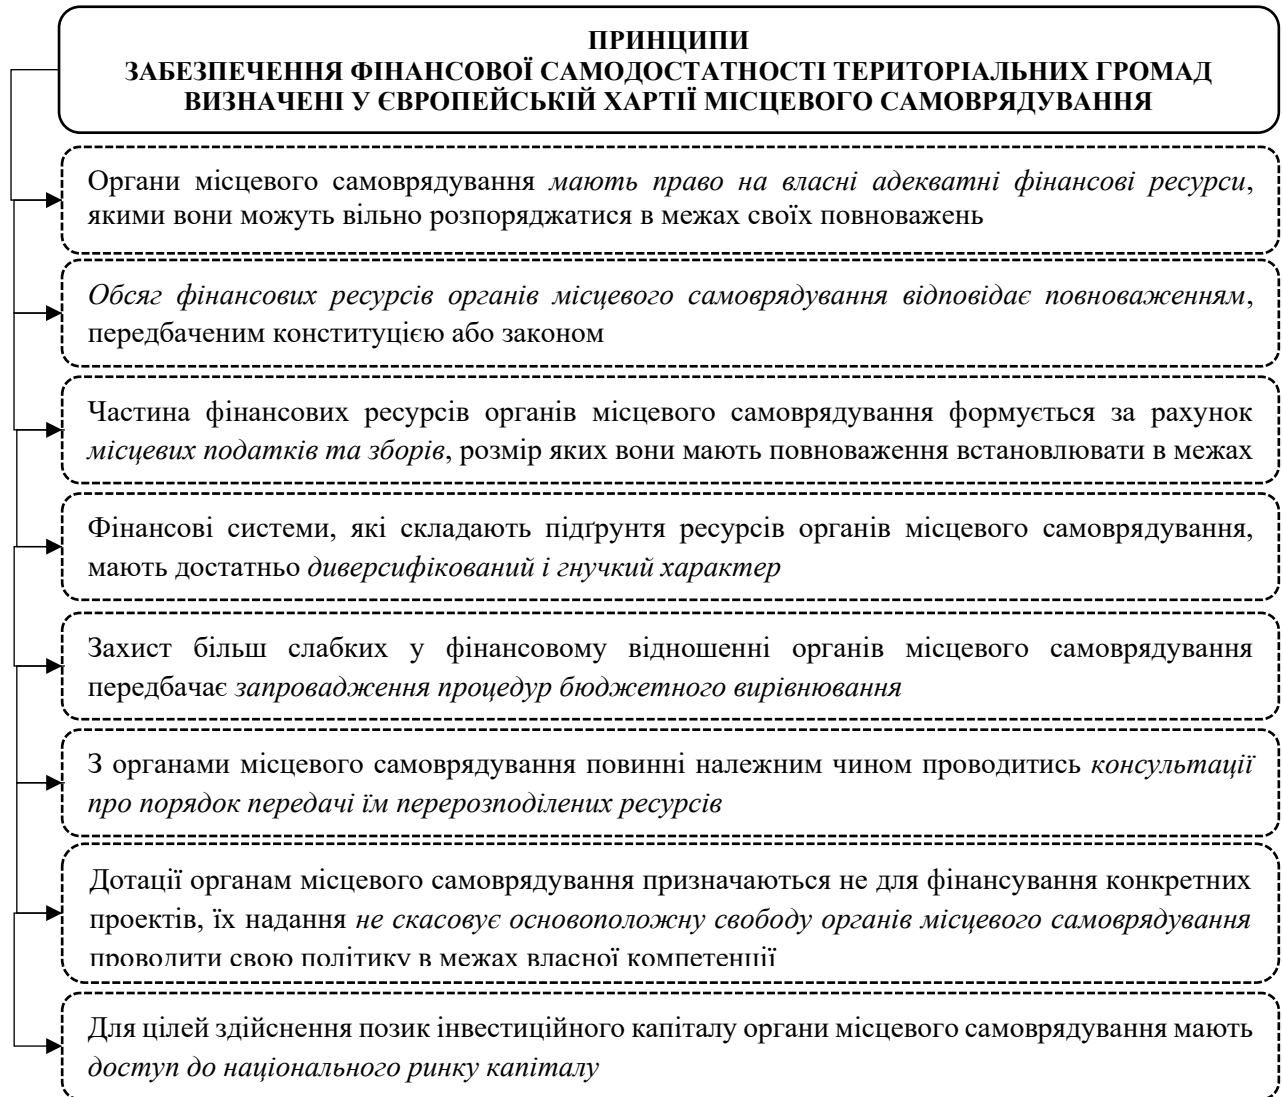 ПРИНЦИПИ
ЗАБЕЗПЕЧЕННЯ ФІНАНСОВОЇ САМОДОСТАТНОСТІ ТЕРИТОРІАЛЬНИХ ГРОМАД
ВИЗНАЧЕНІ У ЄВРОПЕЙСЬКІЙ ХАРТІЇ МІСЦЕВОГО САМОВРЯДУВАННЯ
Органи місцевого самоврядування мають право на власні адекватні фінансові ресурси,
якими вони можуть вільно розпоряджатися в межах своїх повноважень
Обсяг фінансових ресурсів органів місцевого самоврядування відповідає повноваженням,
передбаченим конституцією або законом
Частина фінансових ресурсів органів місцевого самоврядування формується за рахунок
місцевих податків та зборів, розмір яких вони мають повноваження встановлювати в межах
Фінансові системи, які складають підґрунтя ресурсів органів місцевого самоврядування,
мають достатньо диверсифікований і гнучкий характер
Захист більш слабких у фінансовому відношенні органів місцевого самоврядування
передбачає запровадження процедур бюджетного вирівнювання
З органами місцевого самоврядування повинні належним чином проводитись консультації
про порядок передачі їм перерозподілених ресурсів
Дотації органам місцевого самоврядування призначаються не для фінансування конкретних
проектів, їх надання не скасовує основоположну свободу органів місцевого самоврядування
проводити свою політику в межах власної компетенції
Для цілей здійснення позик інвестиційного капіталу органи місцевого самоврядування мають
доступ до національного ринку капіталу